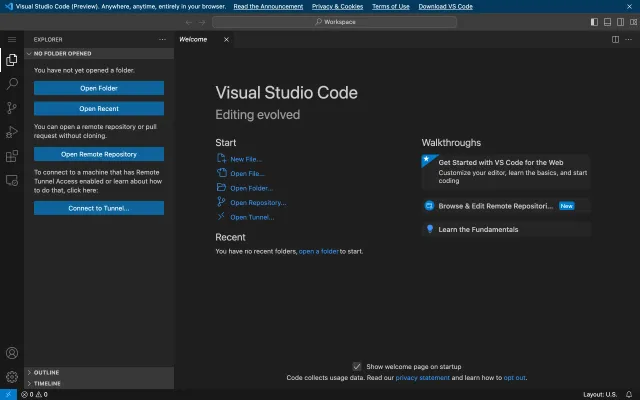 Visual Studio Code (Preview). Anywhere, anytime, entirely in your browser. Read the Announcement Privacy & Cookies Terms of Use Download VS Code
Workspace
EXPLORER
Welcome
NO FOLDER OPENED
You have not yet opened a folder.
Open Folder
Open Recent
You can open a remote repository or pull
request without cloning.
Open Remote Repository
To connect to a machine that has Remote
Tunnel Access enabled or learn about how
to do that, click here:
Connect to Tunnel...
OUTLINE
TIMELINE
Visual Studio Code
Editing evolved
Start
New File...
Open File...
Open Folder...
Open Repository...
Open Tunnel...
Recent
You have no recent folders, open a folder to start.
Walkthroughs
Get Started with VS Code for the Web
Customize your editor, learn the basics, and start
coding
Browse & Edit Remote Repositori... New
Learn the Fundamentals
Show welcome page on startup
Code collects usage data. Read our privacy statement and learn how to opt out.
0 0
Layout: U.S.